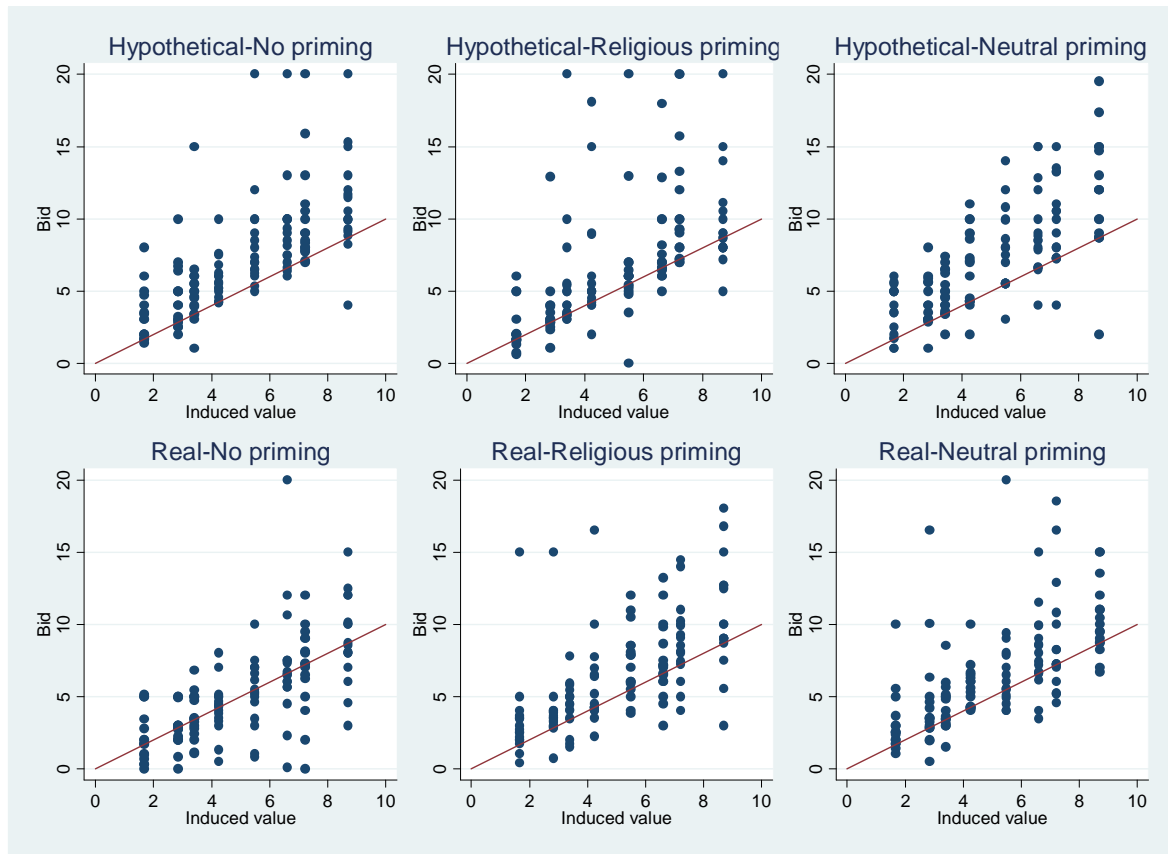 Hypothetical-No priming
Hypothetical-Religious priming
Hypothetical-Neutral priming
20
15
10
5
0
Bid
0 2 4 6 8 10
Induced value
20
15
10
5
0
Bid
0 2 4 6 8 10
Induced value
20
15
10
5
0
Bid
0 2 4 6 8 10
Induced value
Real-No priming
Real-Religious priming
Real-Neutral priming
20
15
10
5
0
Bid
0 2 4 6 8 10
Induced value
20
15
10
5
0
Bid
0 2 4 6 8 10
Induced value
20
15
10
5
0
Bid
0 2 4 6 8 10
Induced value